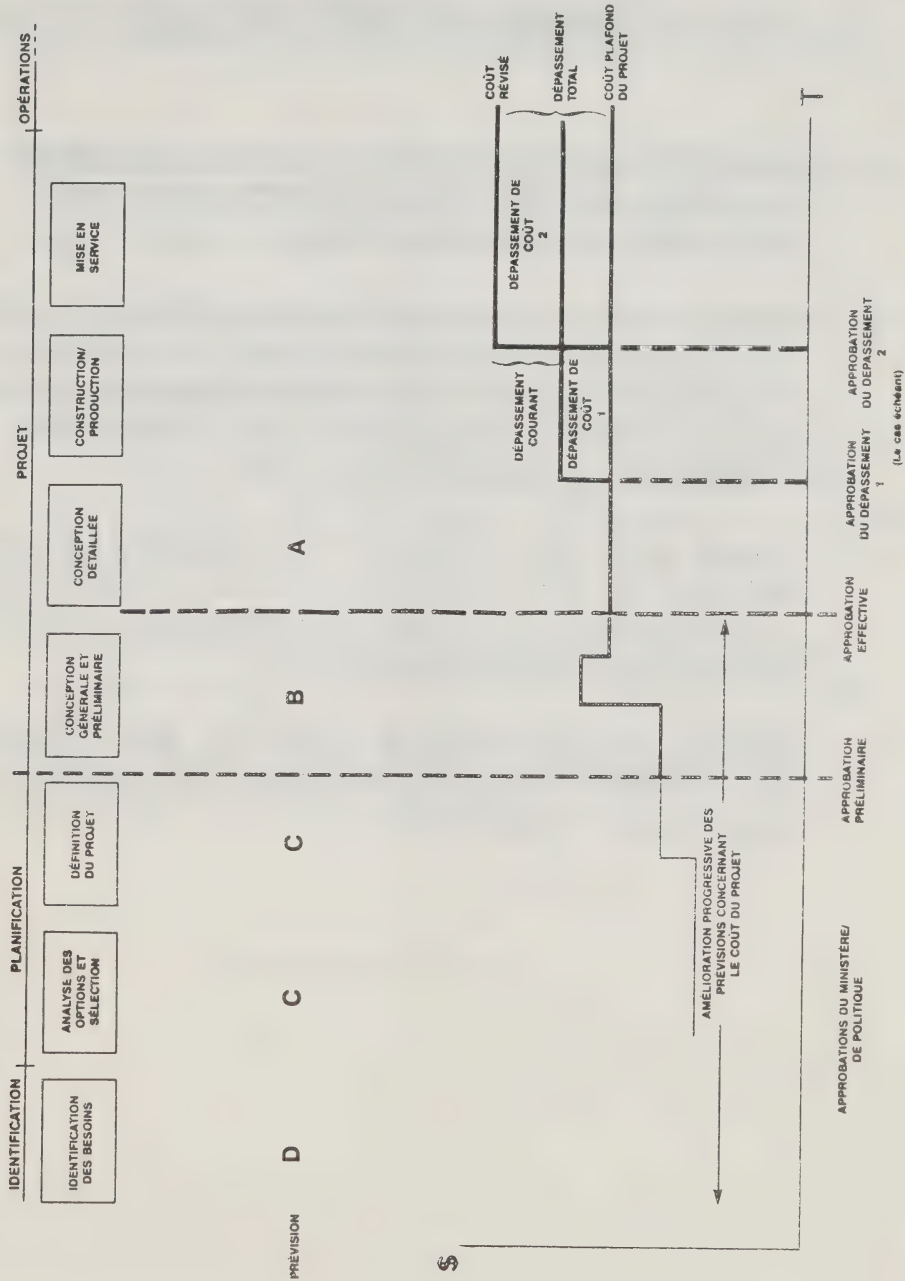 IDENTIFICATION
PLANIFICATION
PROJET
OPÉRATIONS
IDENTIFICATION
DES BESOINS
ANALYSE DES
OPTIONS ET
SÉLECTION
DÉFINITION
DU PROJET
CONCEPTION
GÉNÉRALE ET
PRÉLIMINAIRE
CONCEPTION
DÉTAILLÉE
CONSTRUCTION/
PRODUCTION
MISE EN
SERVICE
PRÉVISION
D
C
C
B
A
$
COÛT
RÉVISÉ
DÉPASSEMENT
TOTAL
COÛT PLAFOND
DU PROJET
DÉPASSEMENT DE
COÛT
2
DÉPASSEMENT
COURANT
DÉPASSEMENT DE
COÛT
1
AMÉLIORATION PROGRESSIVE DES
PRÉVISIONS CONCERNANT
LE COÛT DU PROJET
T
APPROBATIONS DU MINISTÉRE/
DE POLITIQUE
APPROBATION
PRÉLIMINAIRE
APPROBATION
EFFECTIVE
APPROBATION
DU DÉPASSEMENT
1
APPROBATION
DU DEPASSEMENT
2
(Le cas échéant)